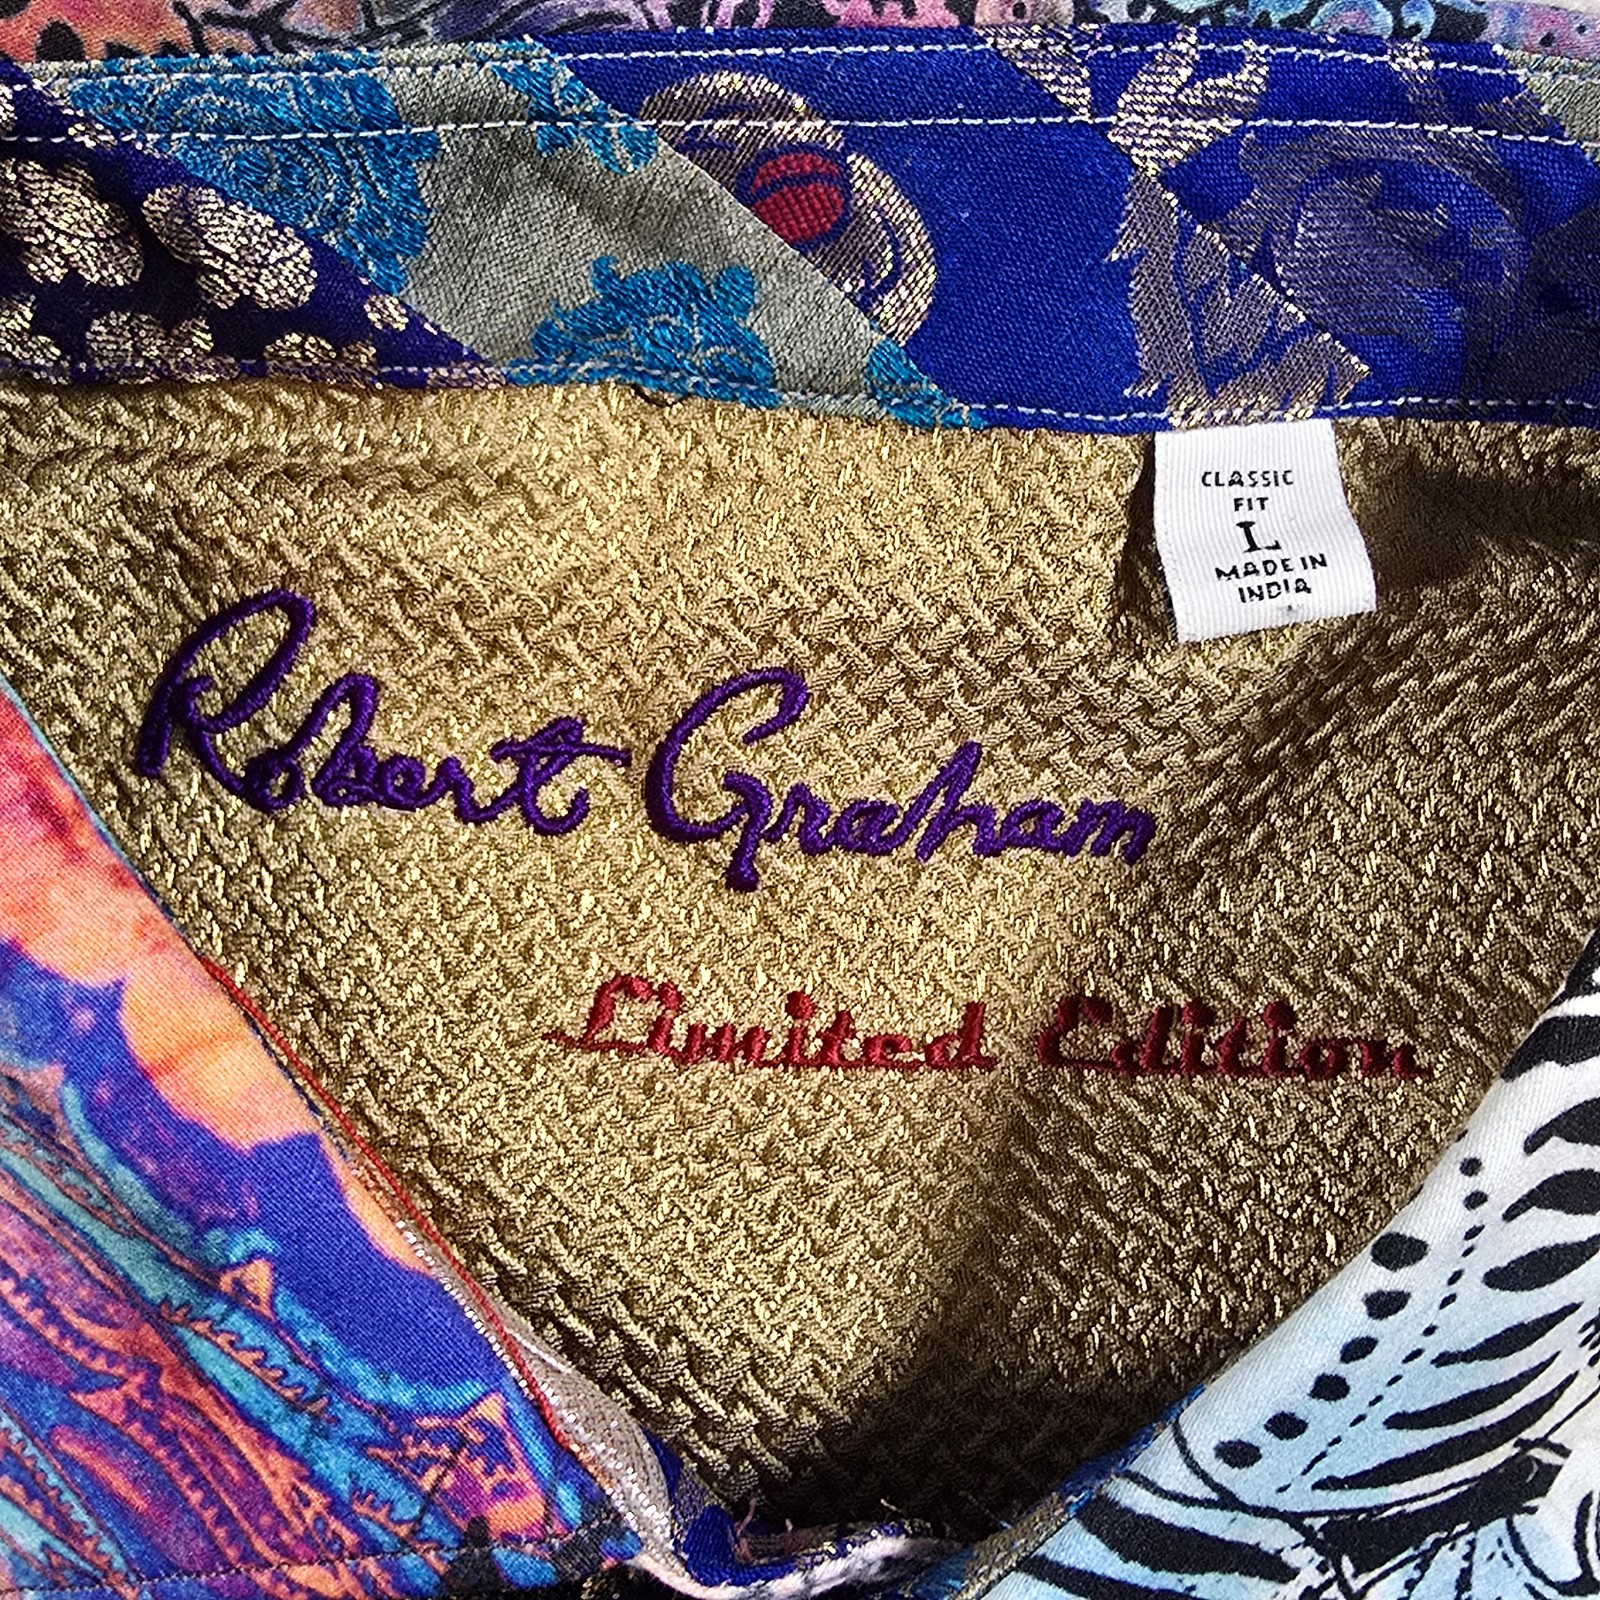 CLASSIC
FIT
L
MADE IN
INDIA
Robert Graham
Limited Edition